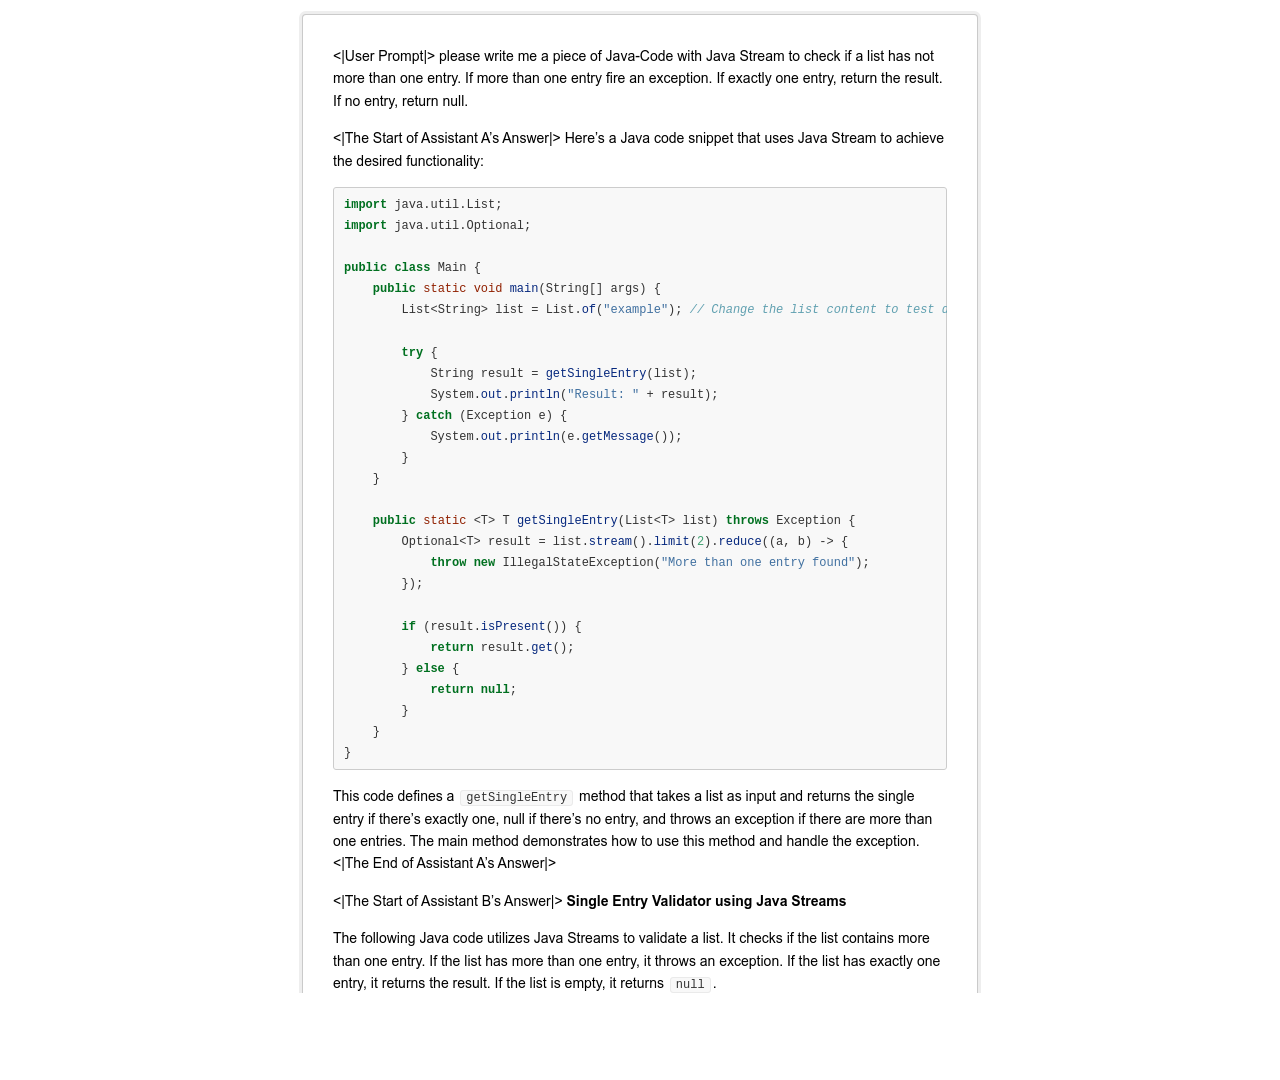 <|User Prompt|> please write me a piece of Java-Code with Java Stream to check if a list has not
more than one entry. If more than one entry fire an exception. If exactly one entry, return the result.
If no entry, return null.
<|The Start of Assistant A’s Answer|> Here’s a Java code snippet that uses Java Stream to achieve
the desired functionality:
import java.util.List;
import java.util.Optional;
public class Main {
    public static void main(String[] args) {
        List<String> list = List.of("example"); // Change the list content to test
        try {
            String result = getSingleEntry(list);
            System.out.println("Result: " + result);
        } catch (Exception e) {
            System.out.println(e.getMessage());
        }
    }
    public static <T> T getSingleEntry(List<T> list) throws Exception {
        Optional<T> result = list.stream().limit(2).reduce((a, b) -> {
            throw new IllegalStateException("More than one entry found");
        });
        if (result.isPresent()) {
            return result.get();
        } else {
            return null;
        }
    }
}
This code defines a getSingleEntry method that takes a list as input and returns the single
entry if there’s exactly one, null if there’s no entry, and throws an exception if there are more than
one entries. The main method demonstrates how to use this method and handle the exception.
<|The End of Assistant A’s Answer|>
<|The Start of Assistant B’s Answer|> Single Entry Validator using Java Streams
The following Java code utilizes Java Streams to validate a list. It checks if the list contains more
than one entry. If the list has more than one entry, it throws an exception. If the list has exactly one
entry, it returns the result. If the list is empty, it returns null.